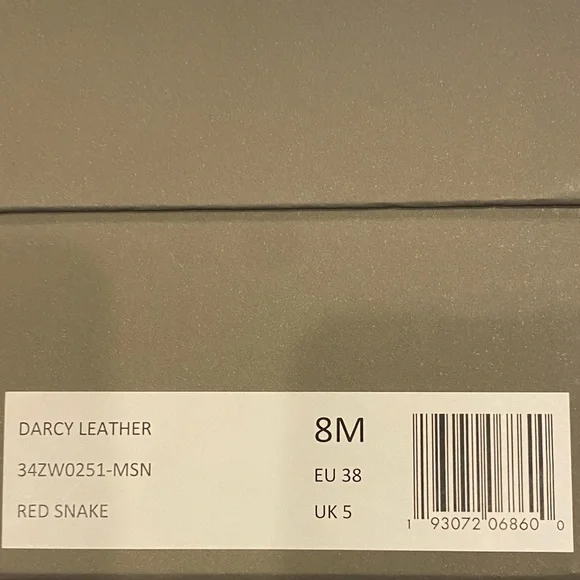 DARCY LEATHER
34ZW0251-MSN
RED SNAKE
8M
EU 38
UK 5
1 93072 06860 0